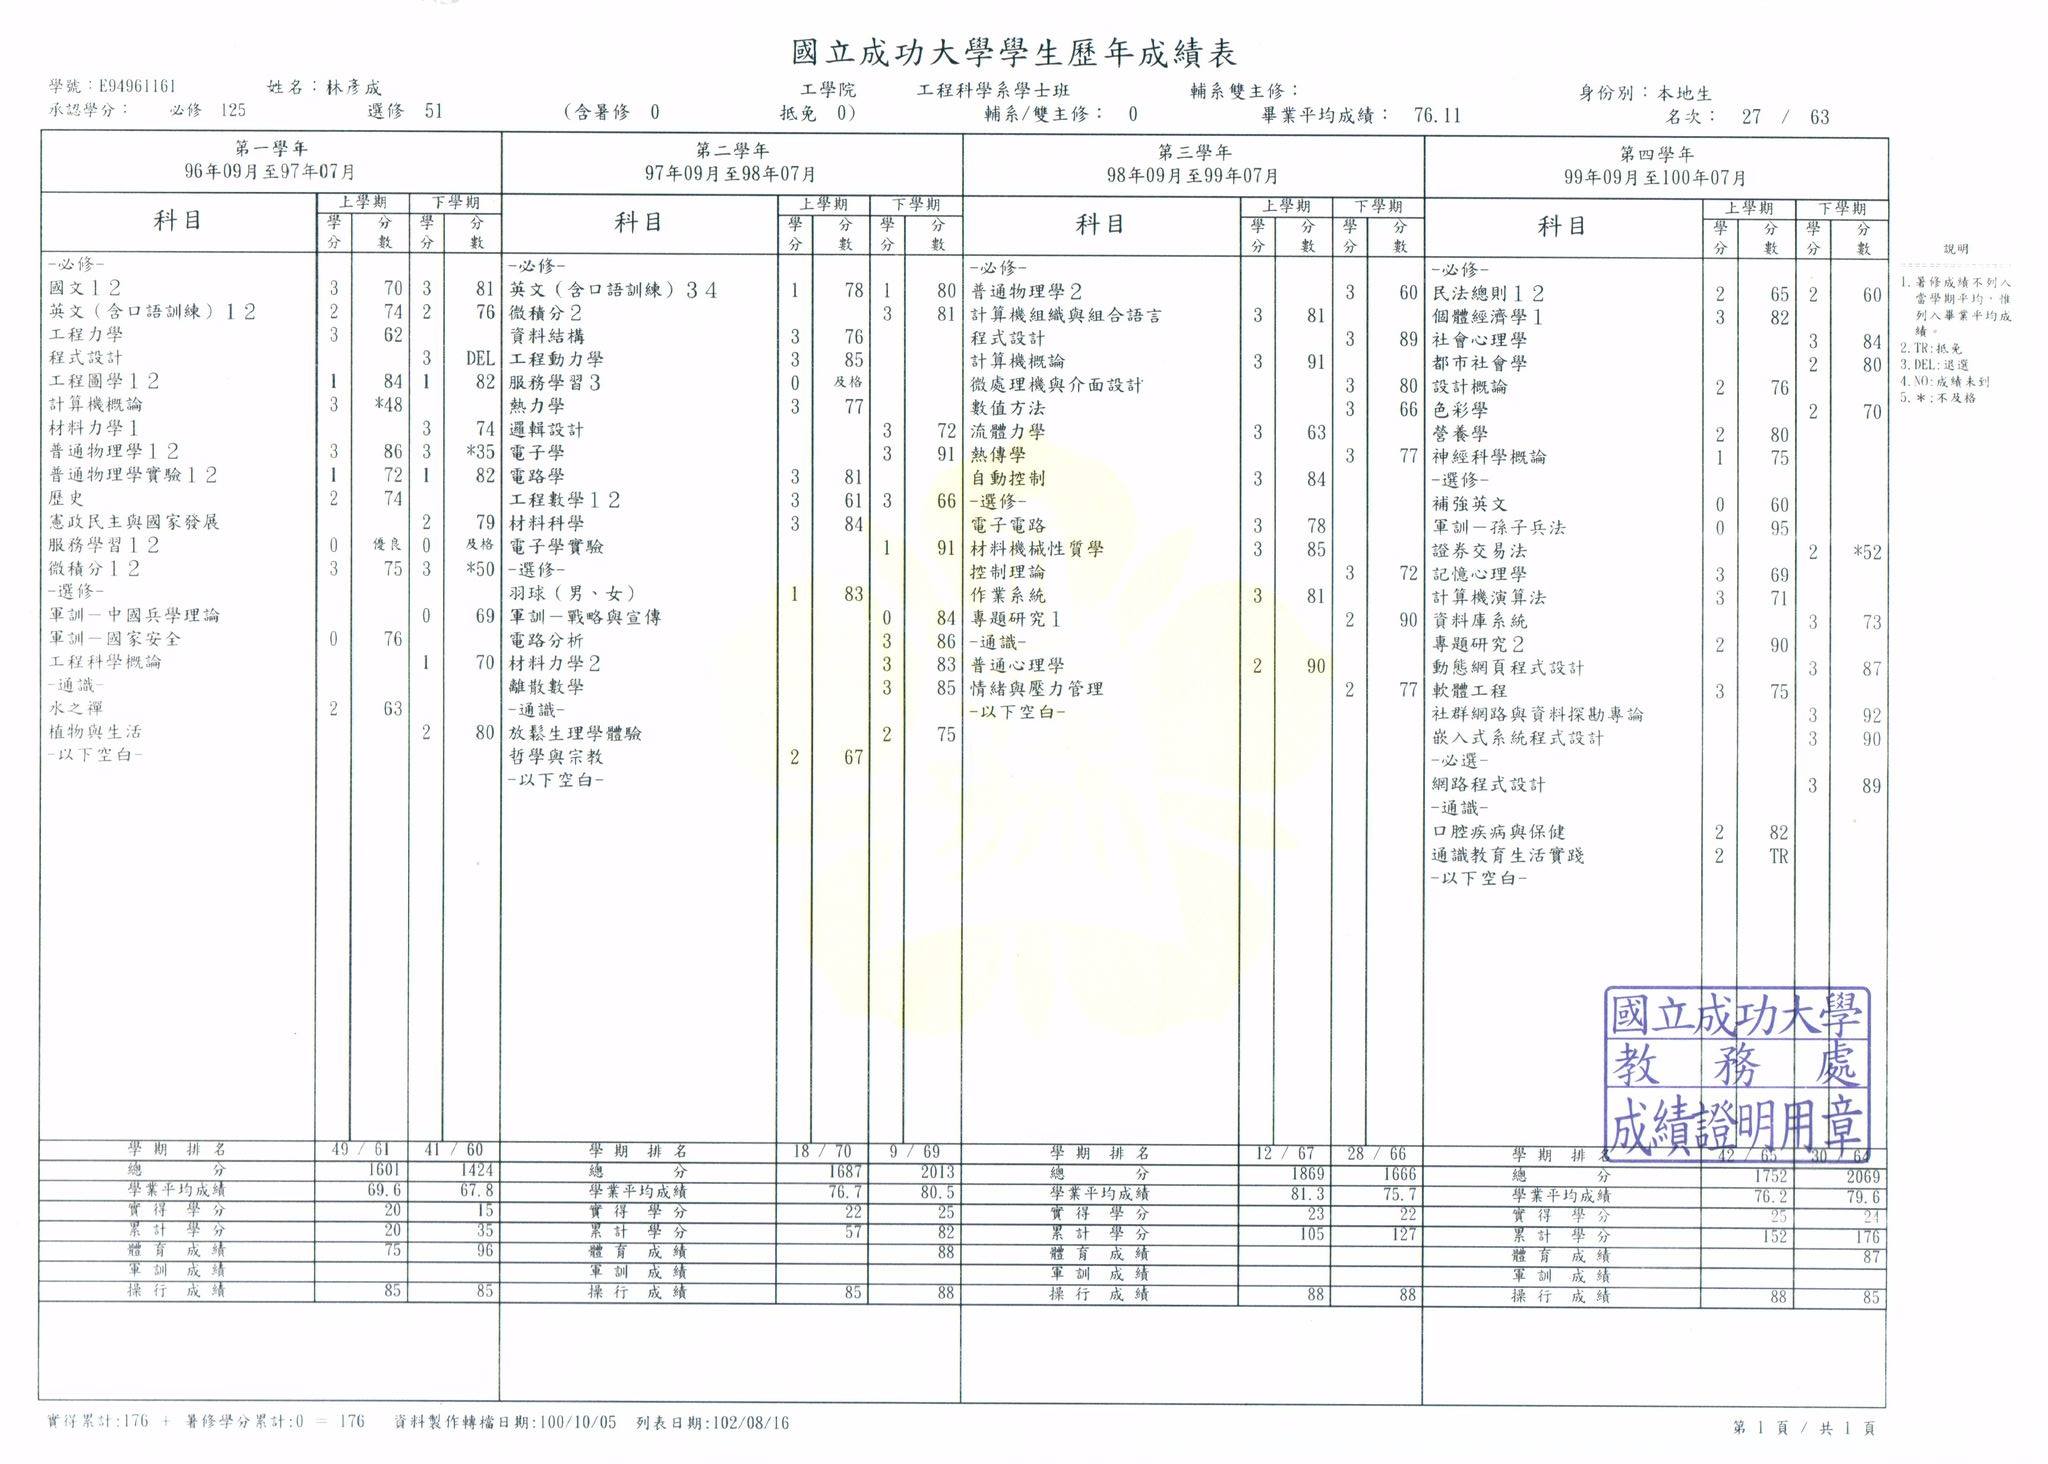 國立成功大學學生歷年成績表
學號：E94961161 姓名：林彥成 工學院 工程科學系學士班 輔系雙主修： 身份別：本地生
承認學分： 必修 125 選修 51 (含暑修 0 抵免 0) 輔系/雙主修： 0 畢業平均成績： 76.11 名次： 27 / 63
第一學年
96年09月至97年07月
科目 上學期 下學期
學分 分數 學分 分數
-必修-
國文１２ 3 70 3 81
英文（含口語訓練）１２ 2 74 2 76
工程力學 3 62
程式設計 3 DEL
工程圖學１２ 1 84 1 82
計算機概論 3 *48
材料力學１ 3 74
普通物理學１２ 3 86 3 *35
普通物理學實驗１２ 1 72 1 82
歷史 2 74
憲政民主與國家發展 2 79
服務學習１２ 0 優良 0 及格
微積分１２ 3 75 3 *50
-選修-
軍訓－中國兵學理論 0 69
軍訓－國家安全 0 76
工程科學概論 1 70
-通識-
水之禪 2 63
植物與生活 2 80
-以下空白-
學期排名 49 / 61 41 / 60
總分 1601 1424
學業平均成績 69.6 67.8
實得學分 20 15
累計學分 20 35
體育成績 75 96
軍訓成績
操行成績 85 85
第二學年
97年09月至98年07月
科目 上學期 下學期
學分 分數 學分 分數
-必修-
英文（含口語訓練）３４ 1 78 1 80
微積分２ 3 81
資料結構 3 76
工程動力學 3 85
服務學習３ 0 及格
熱力學 3 77
邏輯設計 3 72
電子學 3 91
電路學 3 81
工程數學１２ 3 61 3 66
材料科學 3 84
電子學實驗 1 91
-選修-
羽球（男、女） 1 83
軍訓－戰略與宣傳 0 84
電路分析 3 86
材料力學２ 3 83
離散數學 3 85
-通識-
放鬆生理學體驗 2 75
哲學與宗教 2 67
-以下空白-
學期排名 18 / 70 9 / 69
總分 1687 2013
學業平均成績 76.7 80.5
實得學分 22 25
累計學分 57 82
體育成績 88
軍訓成績
操行成績 85 88
第三學年
98年09月至99年07月
科目 上學期 下學期
學分 分數 學分 分數
-必修-
普通物理學２ 3 60
計算機組織與組合語言 3 81
程式設計 3 89
計算機概論 3 91
微處理機與介面設計 3 80
數值方法 3 66
流體力學 3 63
熱傳學 3 77
自動控制 3 84
-選修-
電子電路 3 78
材料機械性質學 3 85
控制理論 3 72
作業系統 3 81
專題研究１ 2 90
-通識-
普通心理學 2 90
情緒與壓力管理 2 77
-以下空白-
學期排名 12 / 67 28 / 66
總分 1869 1666
學業平均成績 81.3 75.7
實得學分 23 22
累計學分 105 127
體育成績
軍訓成績
操行成績 88 88
第四學年
99年09月至100年07月
科目 上學期 下學期
學分 分數 學分 分數
-必修-
民法總則１２ 2 65 2 60
個體經濟學１ 3 82
社會心理學 3 84
都市社會學 2 80
設計概論 2 76
色彩學 2 70
營養學 2 80
神經科學概論 1 75
-選修-
補強英文 0 60
軍訓－孫子兵法 0 95
證券交易法 2 *52
記憶心理學 3 69
計算機演算法 3 71
資料庫系統 3 73
專題研究２ 2 90
動態網頁程式設計 3 87
軟體工程 3 75
社群網路與資料探勘專論 3 92
嵌入式系統程式設計 3 90
-必選-
網路程式設計 3 89
-通識-
口腔疾病與保健 2 82
通識教育生活實踐 2 TR
-以下空白-
國立成功大學
教務處
成績證明用章
學期排名 42 / 65 30 / 64
總分 1752 2069
學業平均成績 76.2 79.6
實得學分 25 24
累計學分 152 176
體育成績 87
軍訓成績
操行成績 88 85
說明
1.暑修成績不列入
當學期平均，惟
列入畢業平均成
績。
2.TR:抵免
3.DEL:退選
4.NO:成績未到
5.＊:不及格
實得累計:176 + 暑修學分累計:0 = 176 資料製作轉檔日期:100/10/05 列表日期:102/08/16
第 1 頁 / 共 1 頁